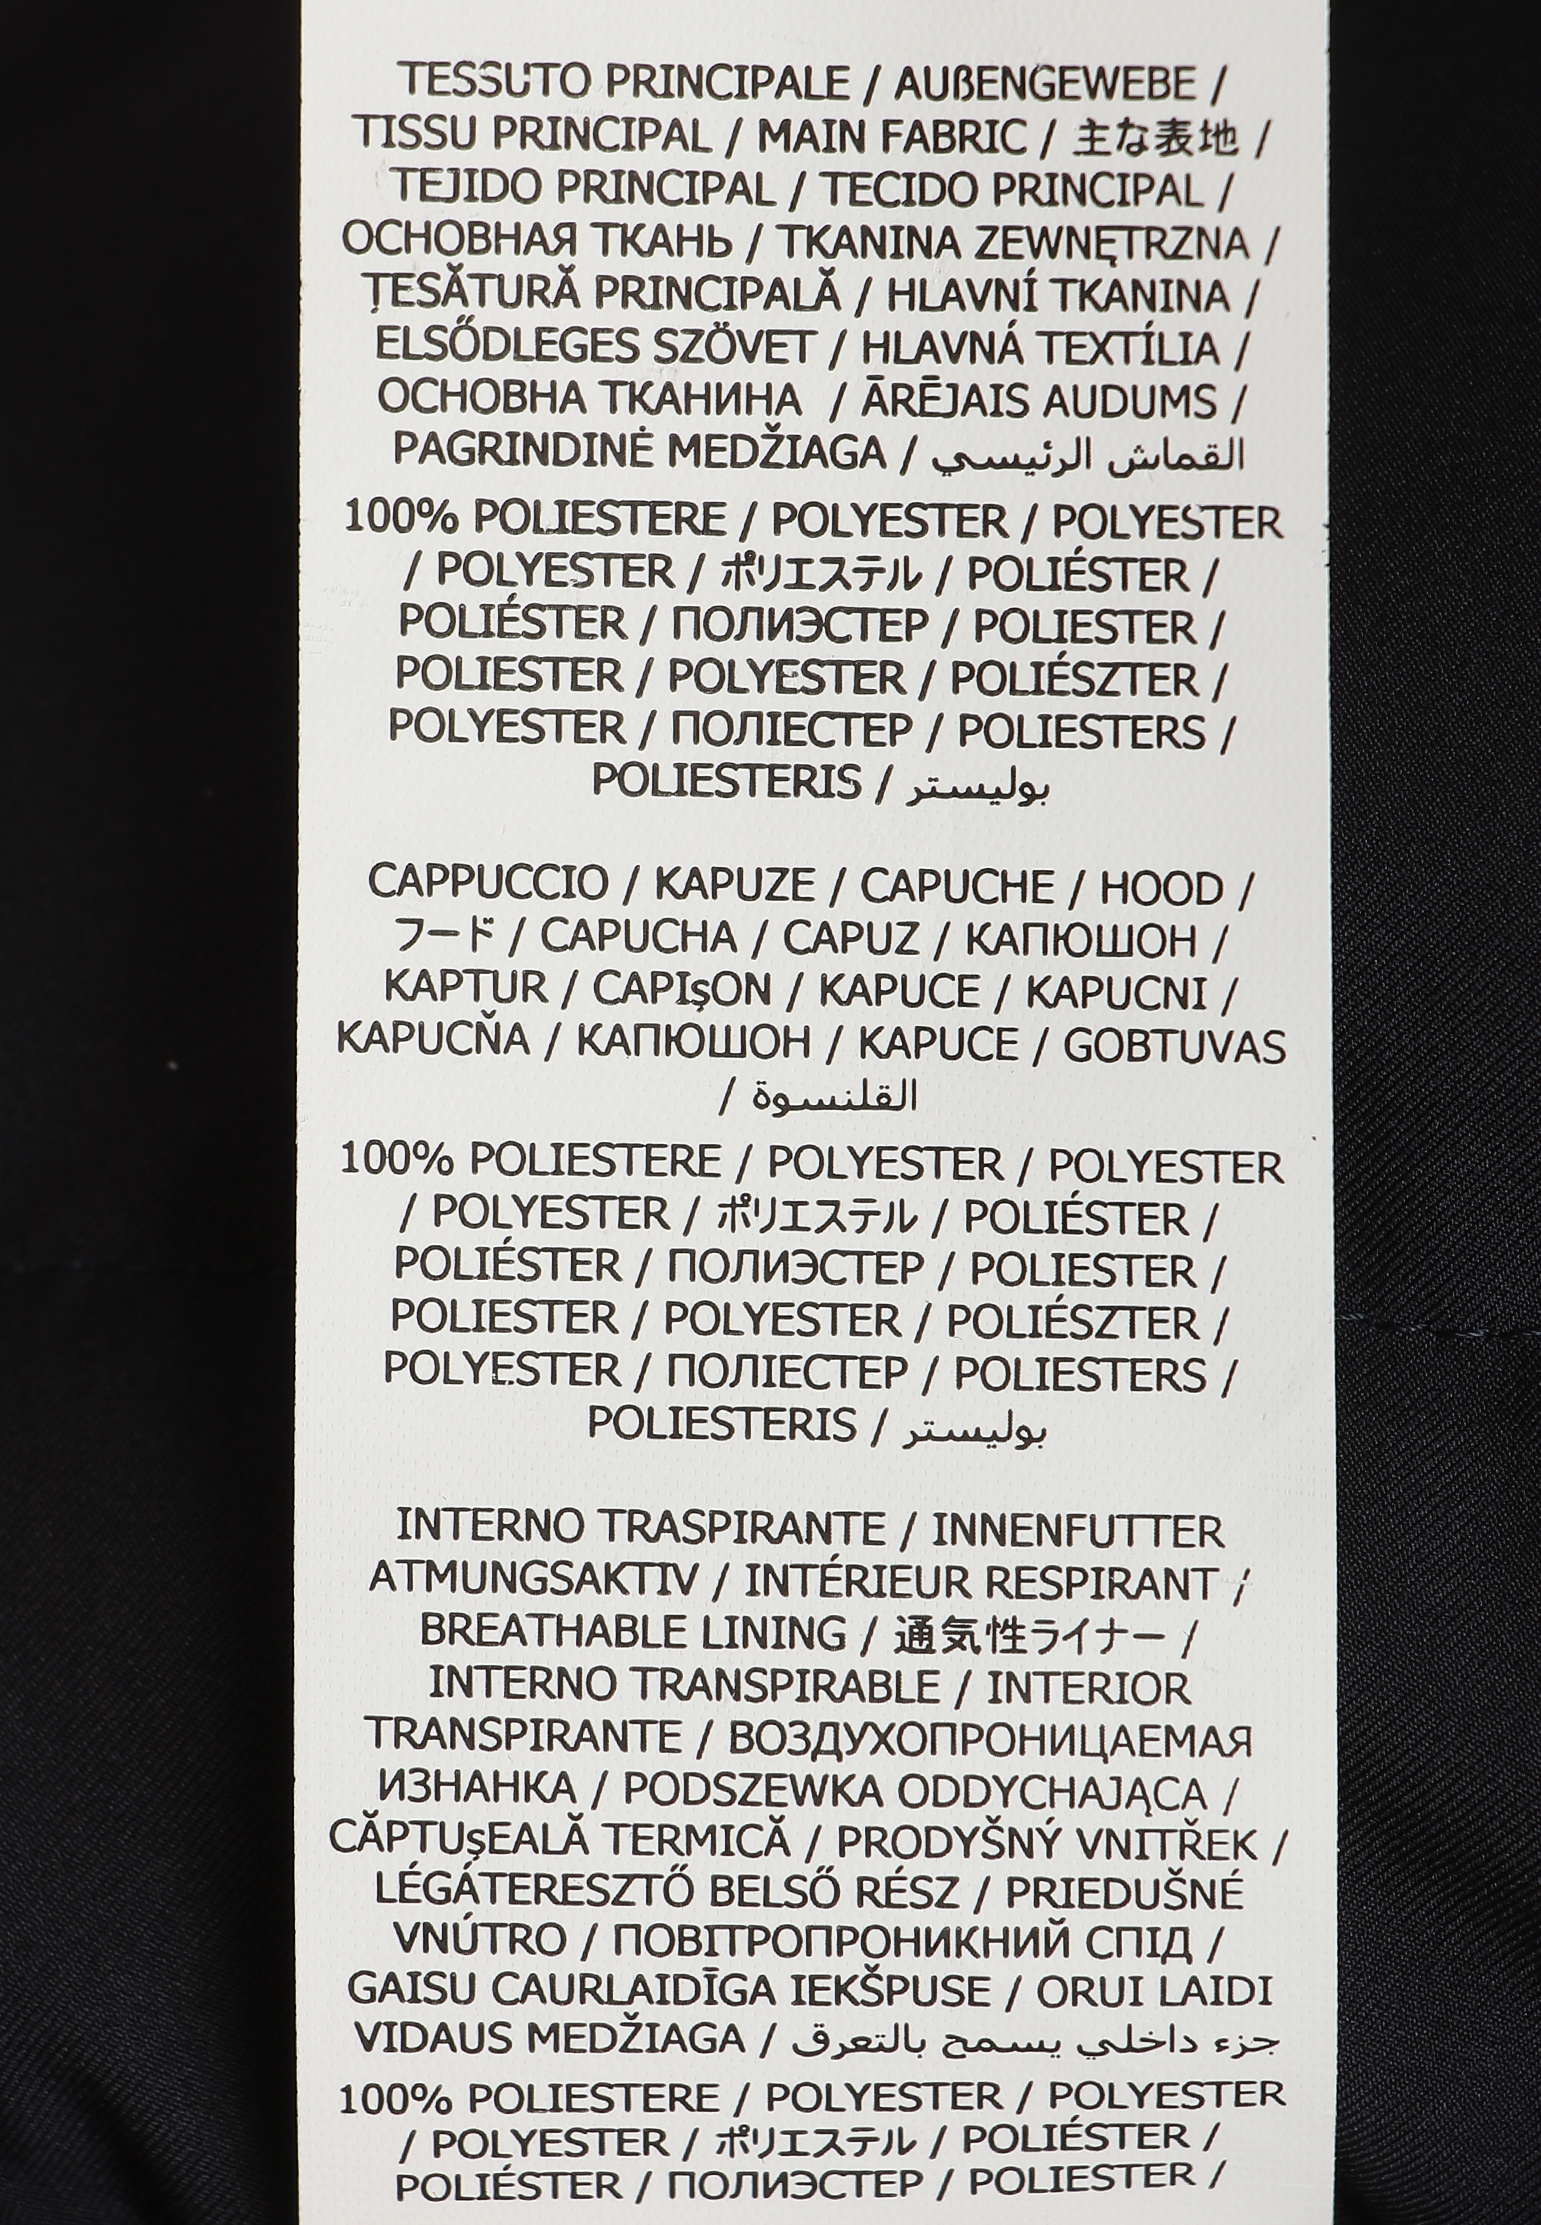 TESSUTO PRINCIPALE / AUßENGEWEBE /
TISSU PRINCIPAL / MAIN FABRIC / 主な表地 /
TEJIDO PRINCIPAL / TECIDO PRINCIPAL /
ОСНОВНАЯ ТКАНЬ / TKANINA ZEWNĘTRZNA /
ȚESĂTURĂ PRINCIPALĂ / HLAVNÍ TKANINA /
ELSŐDLEGES SZÖVET / HLAVNÁ TEXTÍLIA /
ОСНОВНА ТКАНИНА / ĀRĒJAIS AUDUMS /
PAGRINDINĖ MEDŽIAGA / القماش الرئيسي
100% POLIESTERE / POLYESTER / POLYESTER
/ POLYESTER / ポリエステル / POLIÉSTER /
POLIÉSTER / ПОЛИЭСТЕР / POLIESTER /
POLIESTER / POLYESTER / POLIÉSZTER /
POLYESTER / ПОЛІЕСТЕР / POLIESTERS /
POLIESTERIS / بوليستر
CAPPUCCIO / KAPUZE / CAPUCHE / HOOD /
フード / CAPUCHA / CAPUZ / КАПЮШОН /
KAPTUR / CAPIşON / KAPUCE / KAPUCNI /
KAPUCŇA / КАПЮШОН / KAPUCE / GOBTUVAS
/ القلنسوة
100% POLIESTERE / POLYESTER / POLYESTER
/ POLYESTER / ポリエステル / POLIÉSTER /
POLIÉSTER / ПОЛИЭСТЕР / POLIESTER /
POLIESTER / POLYESTER / POLIÉSZTER /
POLYESTER / ПОЛІЕСТЕР / POLIESTERS /
POLIESTERIS / بوليستر
INTERNO TRASPIRANTE / INNENFUTTER
ATMUNGSAKTIV / INTÉRIEUR RESPIRANT /
BREATHABLE LINING / 通気性ライナー /
INTERNO TRANSPIRABLE / INTERIOR
TRANSPIRANTE / ВОЗДУХОПРОНИЦАЕМАЯ
ИЗНАНКА / PODSZEWKA ODDYCHAJĄCA /
CĂPTUşEALĂ TERMICĂ / PRODYŠNÝ VNITŘEK /
LÉGÁTERESZTŐ BELSŐ RÉSZ / PRIEDUŠNÉ
VNÚTRO / ПОВІТРОПРОНИКНИЙ СПІД /
GAISU CAURLAIDĪGA IEKŠPUSE / ORUI LAIDI
VIDAUS MEDŽIAGA / جزء داخلي يسمح بالتعرق
100% POLIESTERE / POLYESTER / POLYESTER
/ POLYESTER / ポリエステル / POLIÉSTER /
POLIÉSTER / ПОЛИЭСТЕР / POLIESTER /